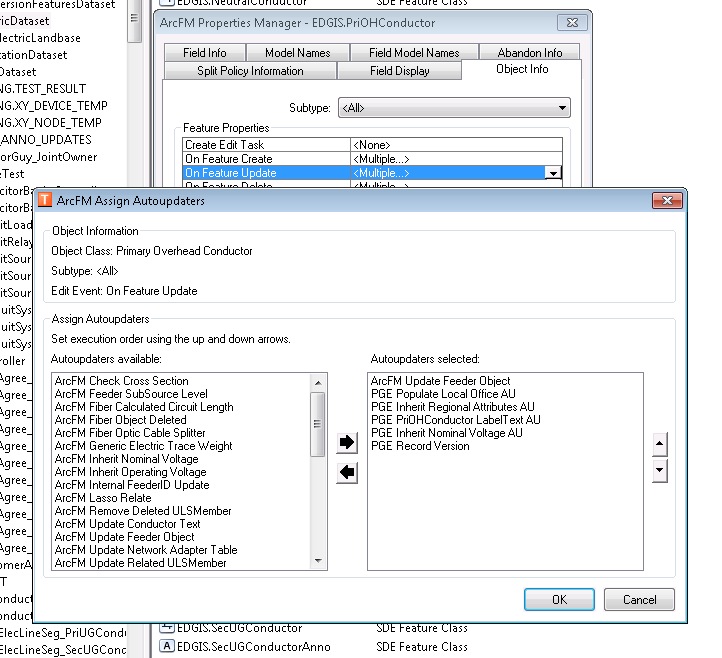 ersionFeaturesDataset
ricDataset
lectricLandbase
tationDataset
Dataset
NG.TEST_RESULT
NG.XY_DEVICE_TEMP
NG.XY_NODE_TEMP
_ANNO_UPDATES
orGuy_JointOwner
eTest
EDGIS.NeutralConductor SDE Feature Class
ArcFM Properties Manager - EDGIS.PriOHConductor
Field Info Model Names Field Model Names Abandon Info
Split Policy Information Field Display Object Info
Subtype: <All>
Feature Properties
Create Edit Task <None>
On Feature Create <Multiple...>
On Feature Update <Multiple...>
On Feature Delete <Multiple...>
ArcFM Assign Autoupdaters
Object Information
Object Class: Primary Overhead Conductor
Subtype: <All>
Edit Event: On Feature Update
Assign Autoupdaters
Set execution order using the up and down arrows.
Autoupdaters available:
ArcFM Check Cross Section
ArcFM Feeder SubSource Level
ArcFM Fiber Calculated Circuit Length
ArcFM Fiber Object Deleted
ArcFM Fiber Optic Cable Splitter
ArcFM Generic Electric Trace Weight
ArcFM Inherit Nominal Voltage
ArcFM Inherit Operating Voltage
ArcFM Internal FeederID Update
ArcFM Lasso Relate
ArcFM Remove Deleted ULSMember
ArcFM Update Conductor Text
ArcFM Update Feeder Object
ArcFM Update Network Adapter Table
ArcFM Update Related ULSMember
Autoupdaters selected:
ArcFM Update Feeder Object
PGE Populate Local Office AU
PGE Inherit Regional Attributes AU
PGE PriOHConductor LabelText AU
PGE Inherit Nominal Voltage AU
PGE Record Version
OK Cancel
itLoad
itRelay
itSour
itSour
itSour
uitSys
uitSys
uitSys
roller
Agree_
Agree_
Agree_
Agree_
Agree_
Agree_
Agree_
Agree_
Agree_
Agree_
Agree_
omerA
T
onduct
onduct
ElecLineSeg_PriUGCondu
ElecLineSeg_SecUGCond
EDGIS.SecUGConductor SDE Feature Class
EDGIS.SecUGConductorAnno SDE Feature Class